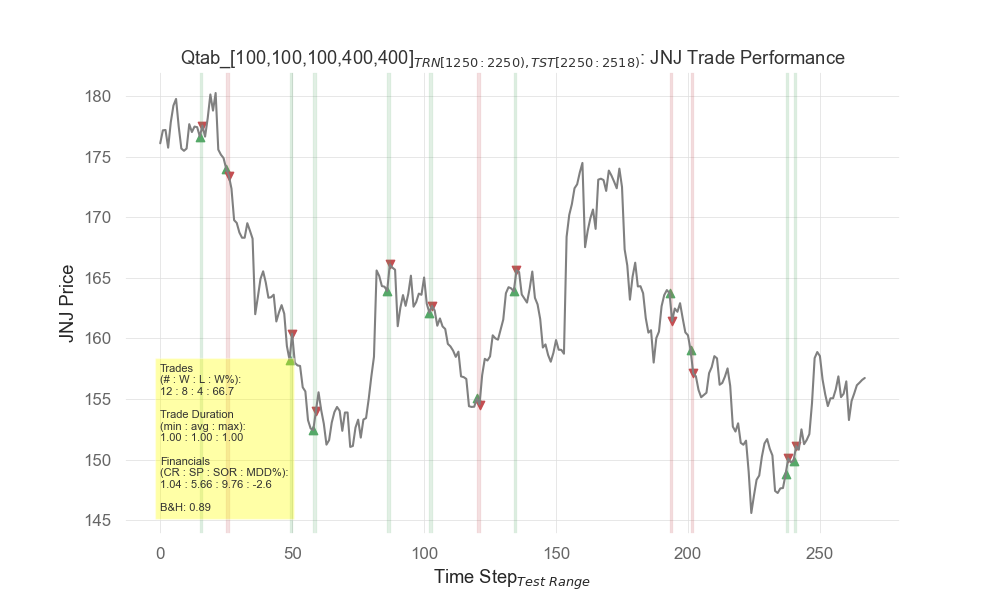 Qtab_[100,100,100,400,400]TRN[1250:2250),TST[2250:2518): JNJ Trade Performance
180
175
170
165
160
155
150
145
JNJ Price
Trades
(# : W : L : W%):
12 : 8 : 4 : 66.7
Trade Duration
(min : avg : max):
1.00 : 1.00 : 1.00
Financials
(CR : SP : SOR : MDD%):
1.04 : 5.66 : 9.76 : -2.6
B&H: 0.89
0 50 100 150 200 250
Time Step Test Range